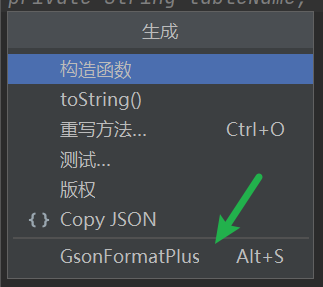 private String tableName;
生成
构造函数
toString()
重写方法... Ctrl+O
测试...
版权
{ } Copy JSON
GsonFormatPlus Alt+S